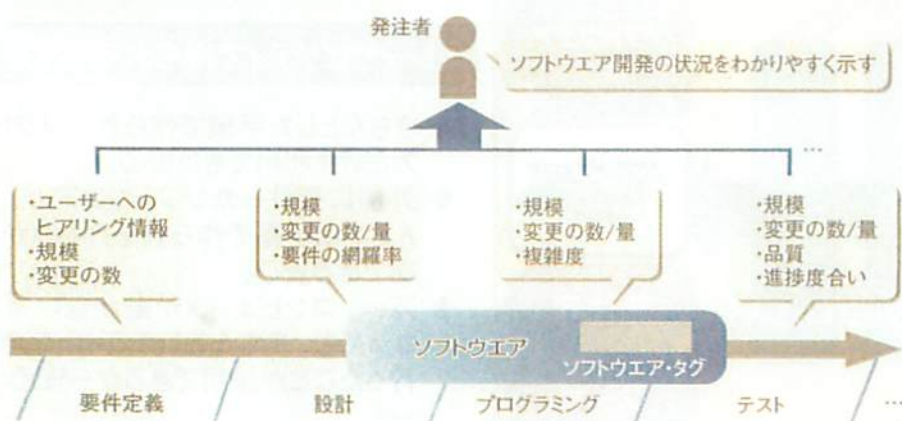 発注者
ソフトウエア開発の状況をわかりやすく示す
…
・ユーザーへの
ヒアリング情報
・規模
・変更の数
・規模
・変更の数/量
・要件の網羅率
・規模
・変更の数/量
・複雑度
・規模
・変更の数/量
・品質
・進捗度合い
ソフトウエア
ソフトウエア・タグ
要件定義
設計
プログラミング
テスト
…